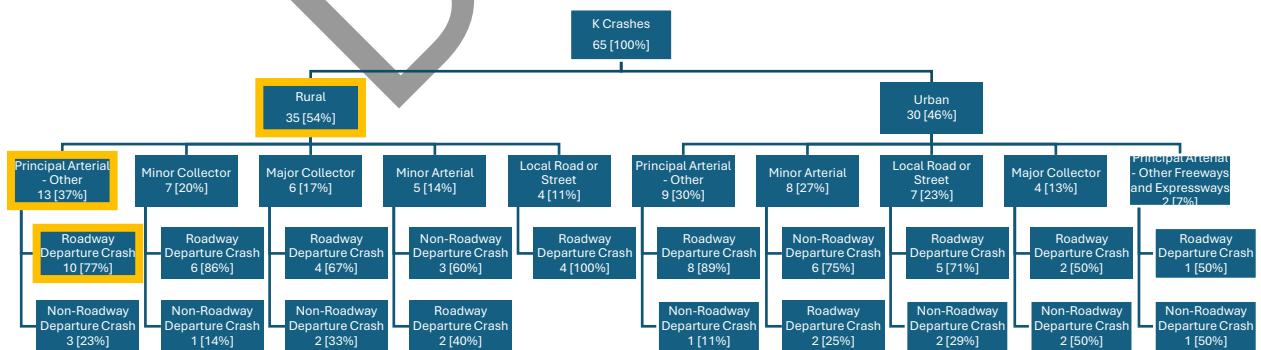 K Crashes
65 [100%]
Rural
35 [54%]
Urban
30 [46%]
Principal Arterial
- Other
13 [37%]
Minor Collector
7 [20%]
Major Collector
6 [17%]
Minor Arterial
5 [14%]
Local Road or
Street
4 [11%]
Principal Arterial
- Other
9 [30%]
Minor Arterial
8 [27%]
Local Road or
Street
7 [23%]
Major Collector
4 [13%]
Principal Arterial
- Other Freeways
and Expressways
2 [7%]
Roadway
Departure Crash
10 [77%]
Roadway
Departure Crash
6 [86%]
Roadway
Departure Crash
4 [67%]
Non-Roadway
Departure Crash
3 [60%]
Roadway
Departure Crash
4 [100%]
Roadway
Departure Crash
8 [89%]
Non-Roadway
Departure Crash
6 [75%]
Roadway
Departure Crash
5 [71%]
Roadway
Departure Crash
2 [50%]
Roadway
Departure Crash
1 [50%]
Non-Roadway
Departure Crash
3 [23%]
Non-Roadway
Departure Crash
1 [14%]
Non-Roadway
Departure Crash
2 [33%]
Roadway
Departure Crash
2 [40%]
Non-Roadway
Departure Crash
1 [11%]
Roadway
Departure Crash
2 [25%]
Non-Roadway
Departure Crash
2 [29%]
Non-Roadway
Departure Crash
2 [50%]
Non-Roadway
Departure Crash
1 [50%]